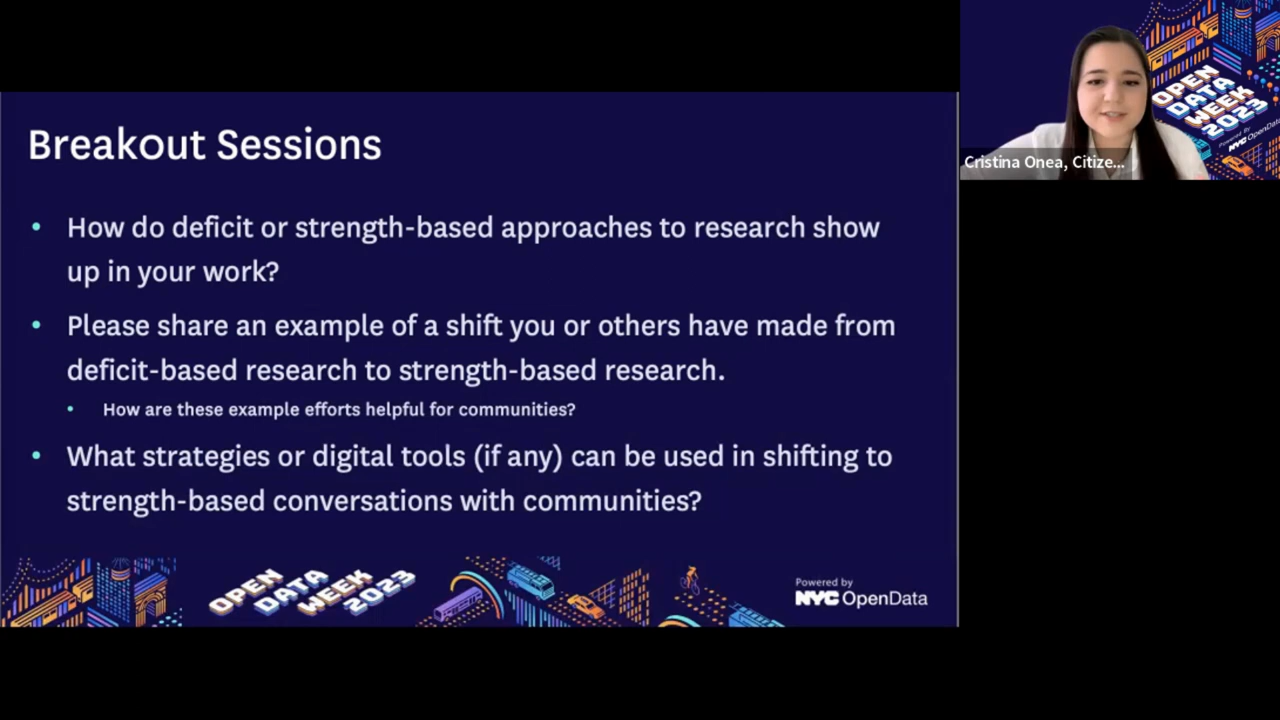 Breakout Sessions
• How do deficit or strength-based approaches to research show
up in your work?
• Please share an example of a shift you or others have made from
deficit-based research to strength-based research.
• How are these example efforts helpful for communities?
• What strategies or digital tools (if any) can be used in shifting to
strength-based conversations with communities?
OPEN
DATA
WEEK
2023
Powered by
NYC OpenData
OPEN
DATA
WEEK
2023
Powered By
NYC OpenData
Cristina Onea, Citize...